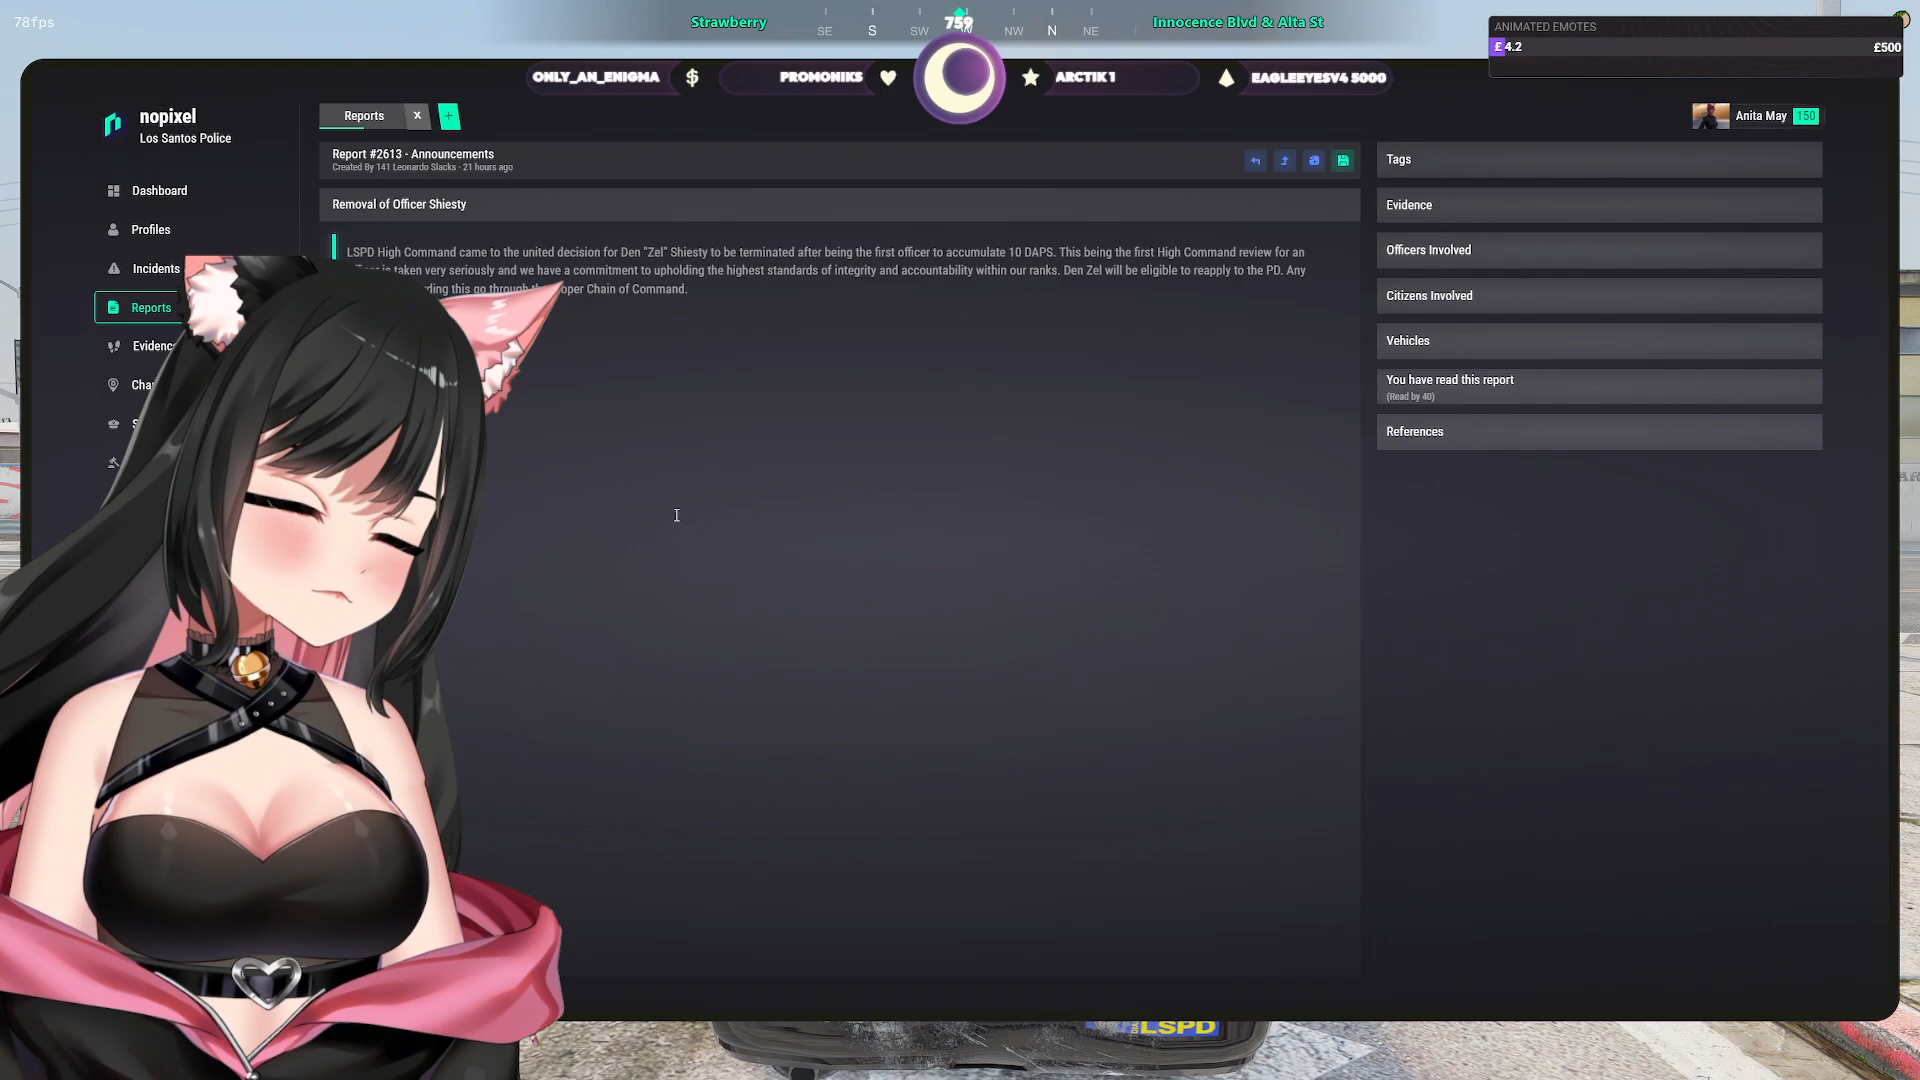 78fps
Strawberry
SE S SW W NW N NE
759
Innocence Blvd & Alta St
ANIMATED EMOTES
£4.2 £500
ONLY_AN_ENIGMA
PROMONIKS
ARCTIK 1
EAGLEEYESV4 5000
nopixel
Los Santos Police
Reports x +
Anita May 150
Report #2613 - Announcements
Created By 141 Leonardo Slacks · 21 hours ago
Removal of Officer Shiesty
LSPD High Command came to the united decision for Den "Zel" Shiesty to be terminated after being the first officer to accumulate 10 DAPS. This being the first High Command review for an
is taken very seriously and we have a commitment to upholding the highest standards of integrity and accountability within our ranks. Den Zel will be eligible to reapply to the PD. Any
this go through Chain of Command.
Dashboard
Profiles
Incidents
Reports
Tags
Evidence
Officers Involved
Citizens Involved
Vehicles
You have read this report
(Read by 40)
References
LSPD